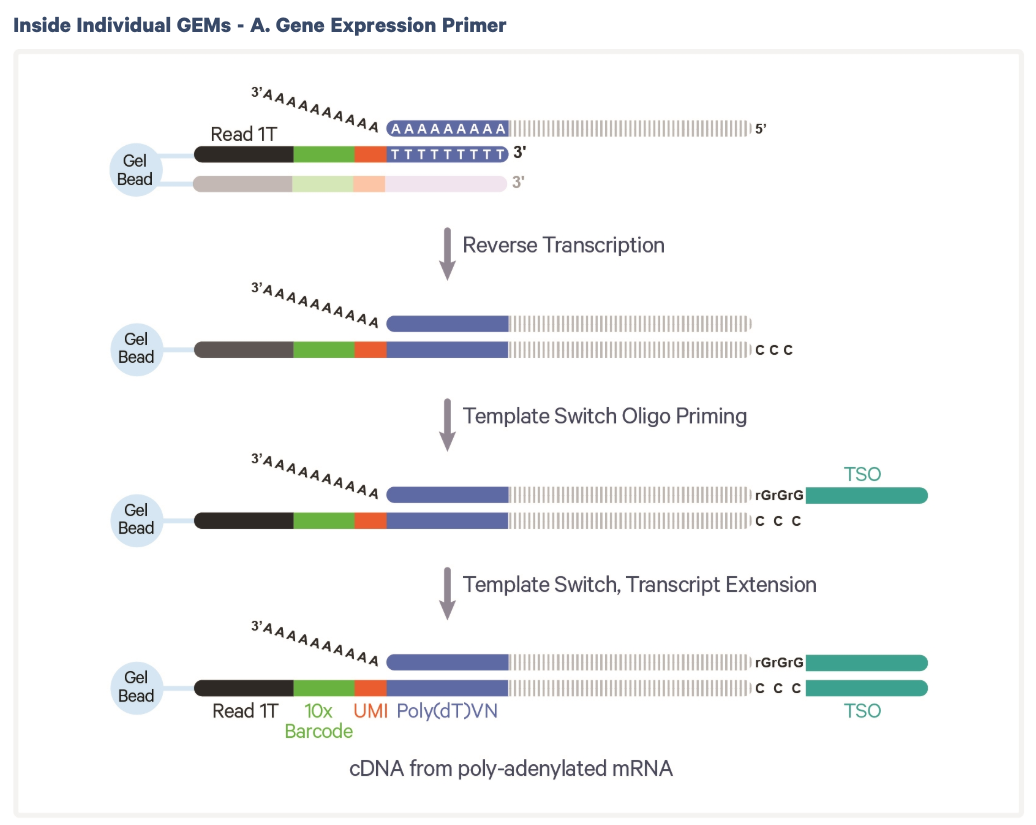 Inside Individual GEMs - A. Gene Expression Primer
3'AAAAAAAAAA
AAAAAAAAA
5'
Read 1T
Gel
Bead
TTTTTTTTT
3'
3'
Reverse Transcription
3'AAAAAAAAAA
Gel
Bead
C C C
Template Switch Oligo Priming
3'AAAAAAAAAA
TSO
rGrGrG
Gel
Bead
C C C
Template Switch, Transcript Extension
3'AAAAAAAAAA
rGrGrG
Gel
Bead
C C C
Read 1T
10x
Barcode
UMI
Poly(dT)VN
TSO
cDNA from poly-adenylated mRNA